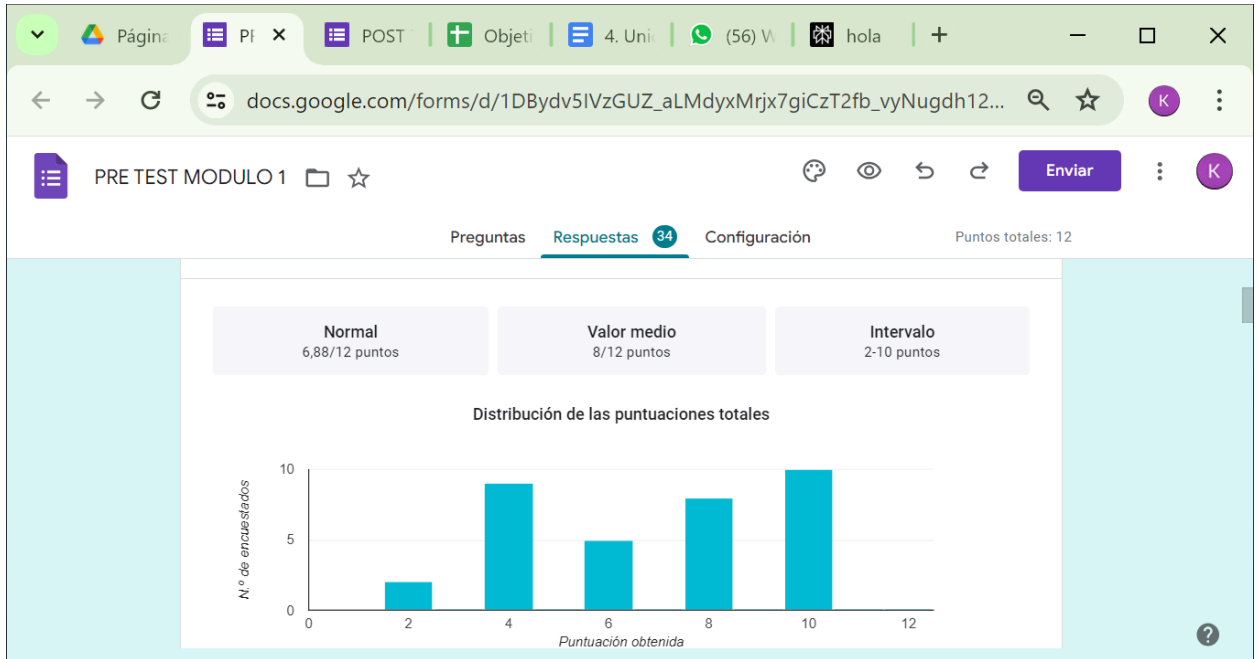 Página PF POST Objeti 4. Unid (56) W hola
docs.google.com/forms/d/1DBydv5IVzGUZ_aLMdyxMrjx7giCzT2fb_vyNugdh12... K
PRE TEST MODULO 1 Enviar K
Preguntas Respuestas 34 Configuración Puntos totales: 12
Normal Valor medio Intervalo
6,88/12 puntos 8/12 puntos 2-10 puntos
Distribución de las puntuaciones totales
N.º de encuestados
10
5
0
0 2 4 6 8 10 12
Puntuación obtenida